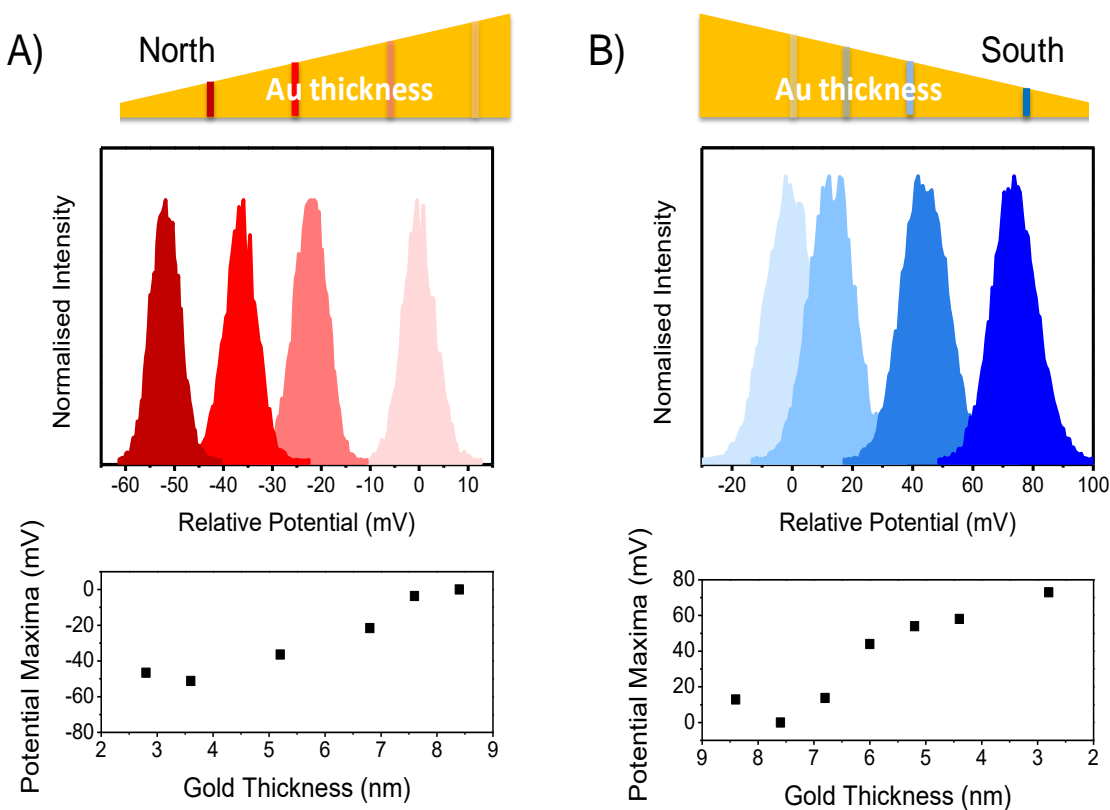 A)
North
Au thickness
Normalised Intensity
-60 -50 -40 -30 -20 -10 0 10
Relative Potential (mV)
Potential Maxima (mV)
0
-20
-40
-60
-80
2 3 4 5 6 7 8 9
Gold Thickness (nm)
B)
South
Au thickness
Nomalised Intensity
-20 0 20 40 60 80 100
Relative Potential (mV)
Potential Maxima (mV)
80
60
40
20
0
9 8 7 6 5 4 3 2
Gold Thickness (nm)